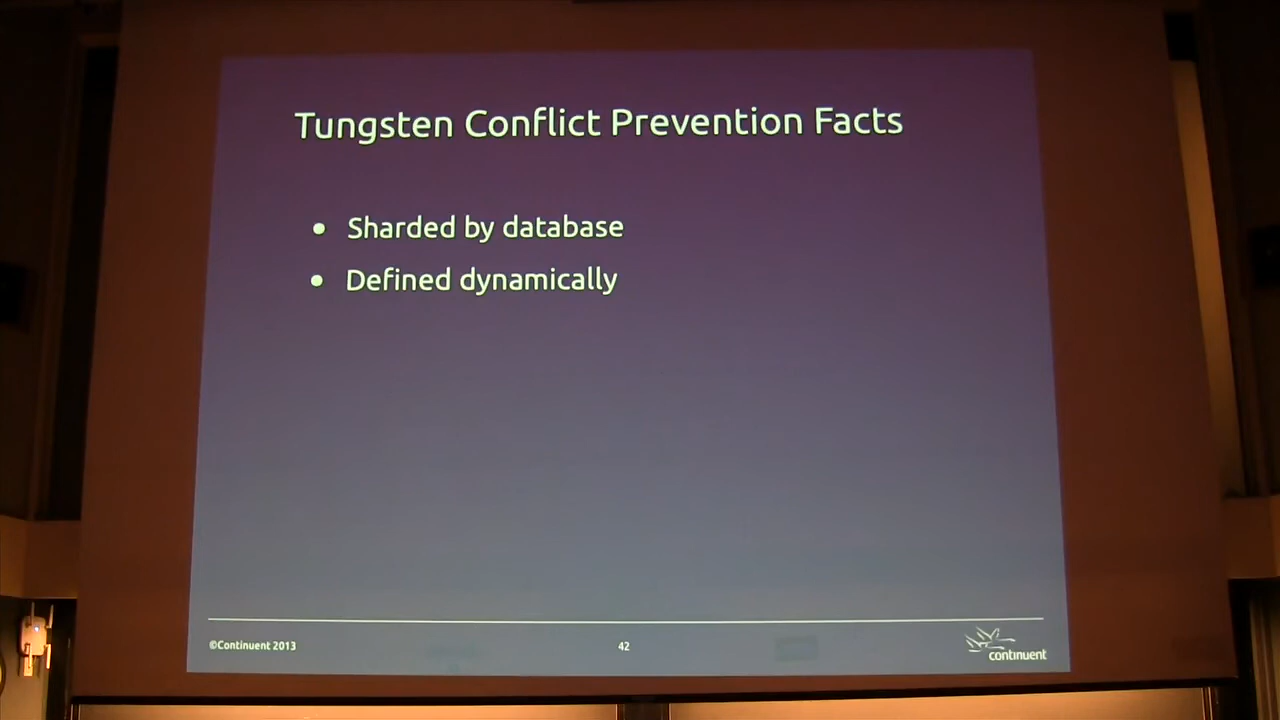 Tungsten Conflict Prevention Facts
• Sharded by database
• Defined dynamically
©Continuent 2013
42
continuent